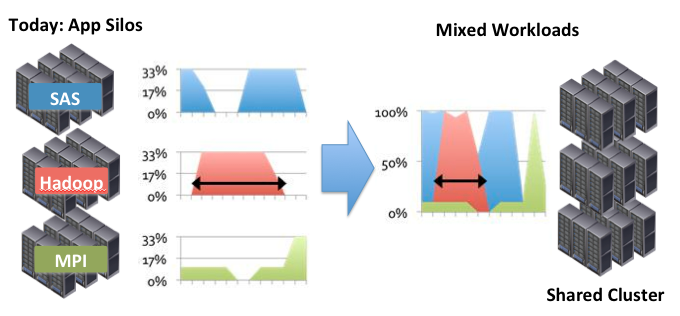 Today: App Silos
Mixed Workloads
SAS
33%
17%
0%
Hadoop
33%
17%
0%
MPI
33%
17%
0%
100%
50%
0%
Shared Cluster